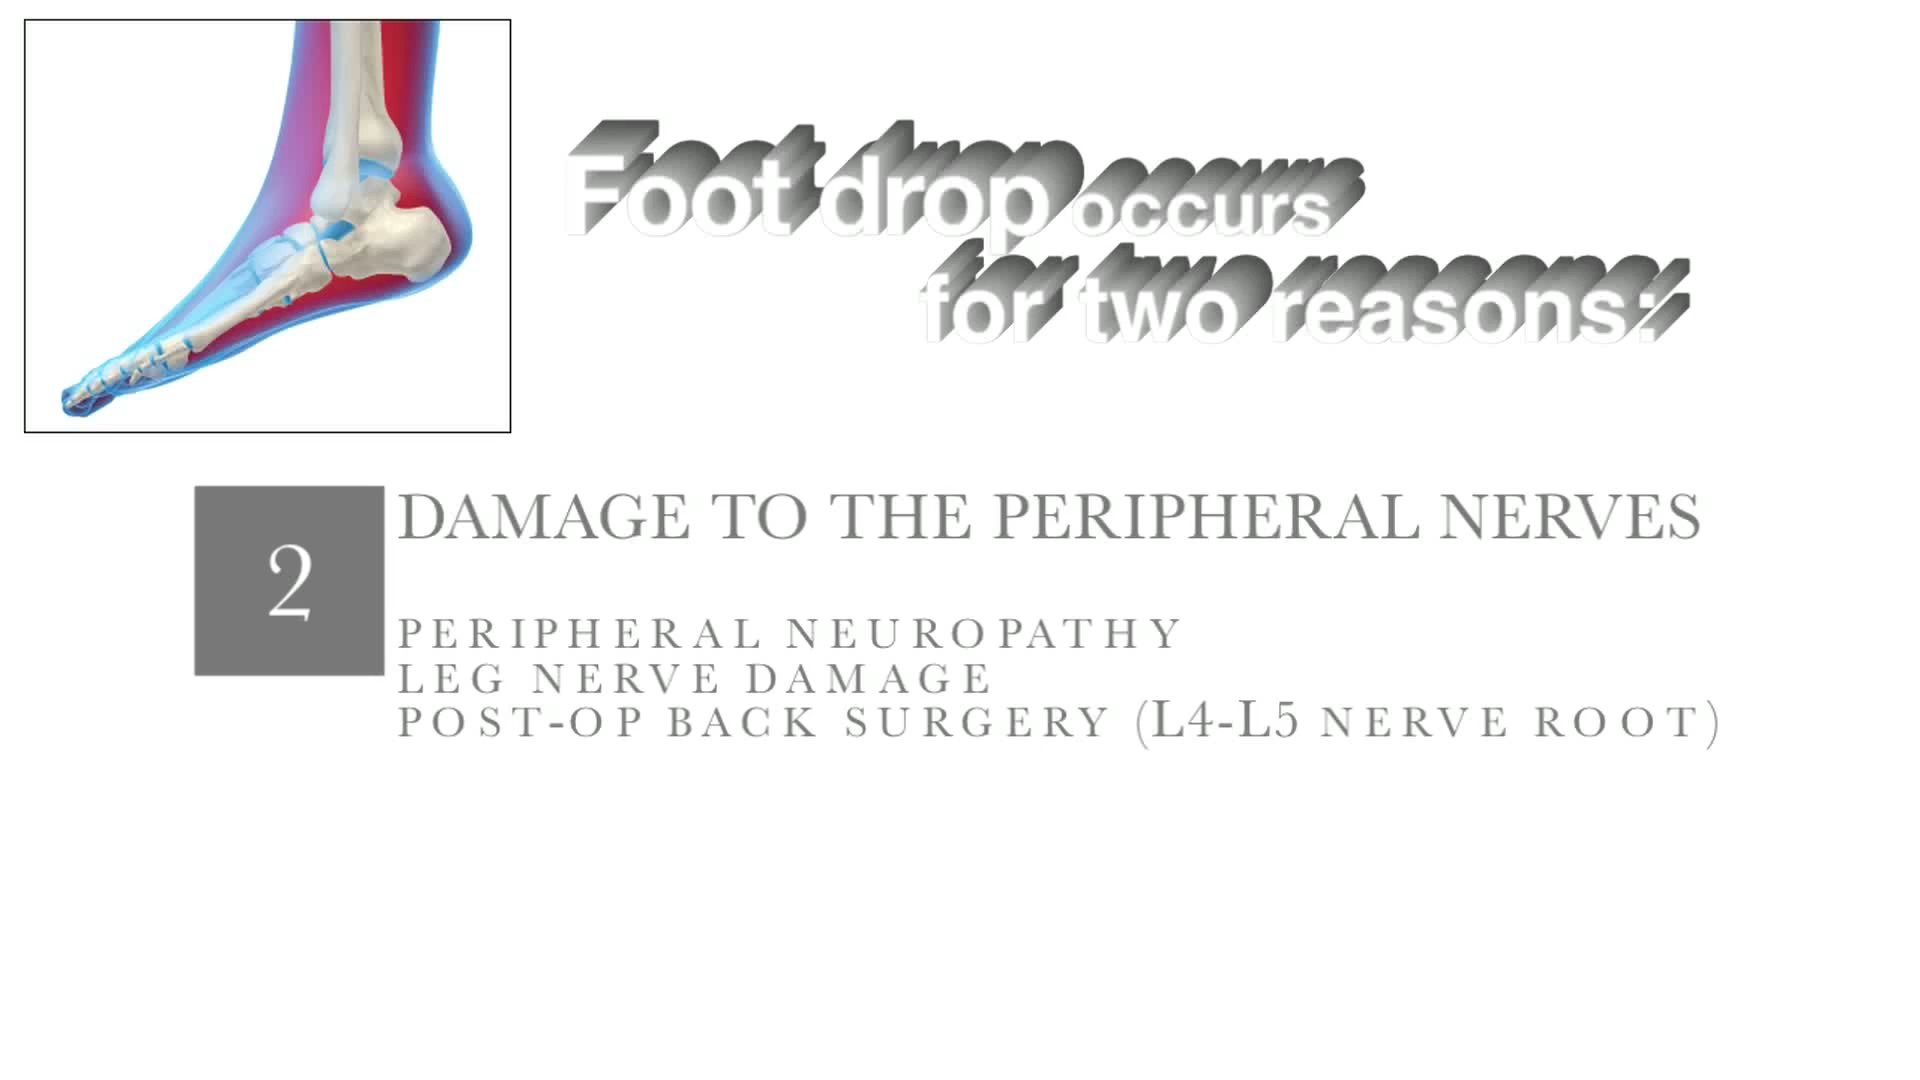 Foot drop occurs
for two reasons:
2
DAMAGE TO THE PERIPHERAL NERVES
PERIPHERAL NEUROPATHY
LEG NERVE DAMAGE
POST-OP BACK SURGERY (L4-L5 NERVE ROOT)